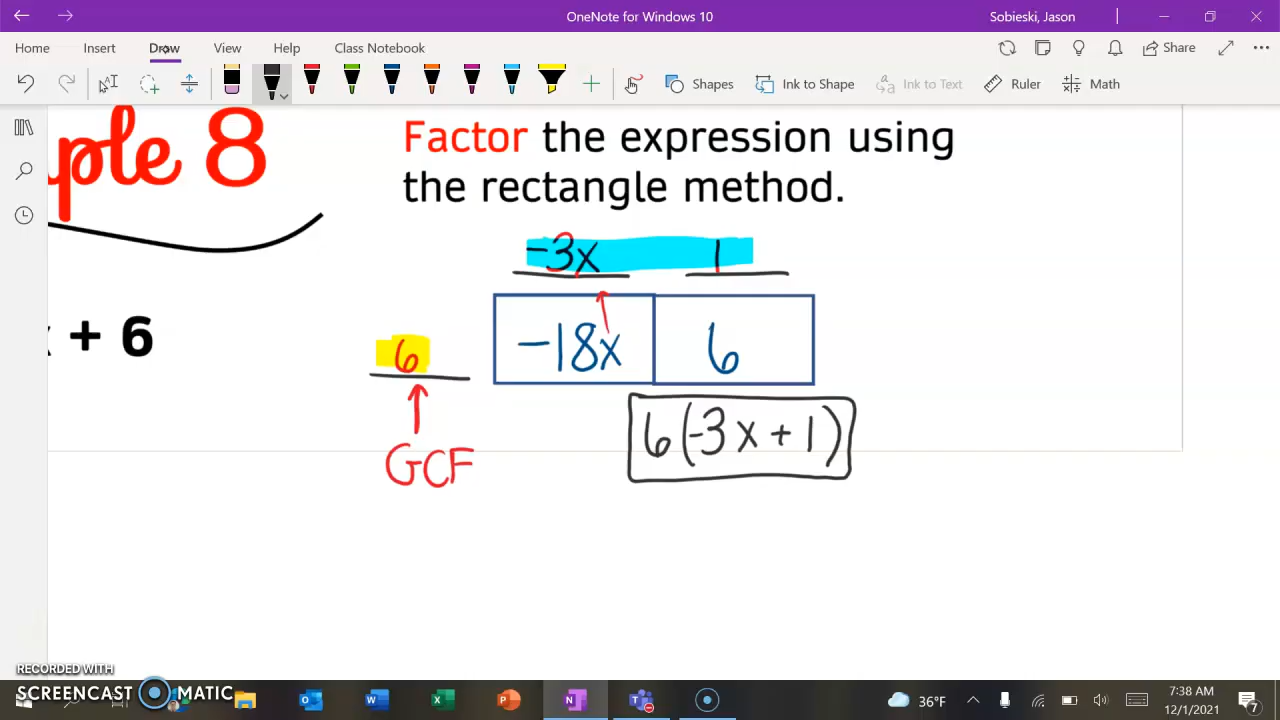 OneNote for Windows 10
Sobieski, Jason
Home Insert Draw View Help Class Notebook
Share
Shapes Ink to Shape Ink to Text Ruler Math
ple 8
Factor the expression using
the rectangle method.
-3x 1
-18x 6
+ 6
6
6(-3x+1)
GCF
RECORDED WITH
SCREENCAST MATIC
36°F
7:38 AM
12/1/2021
7